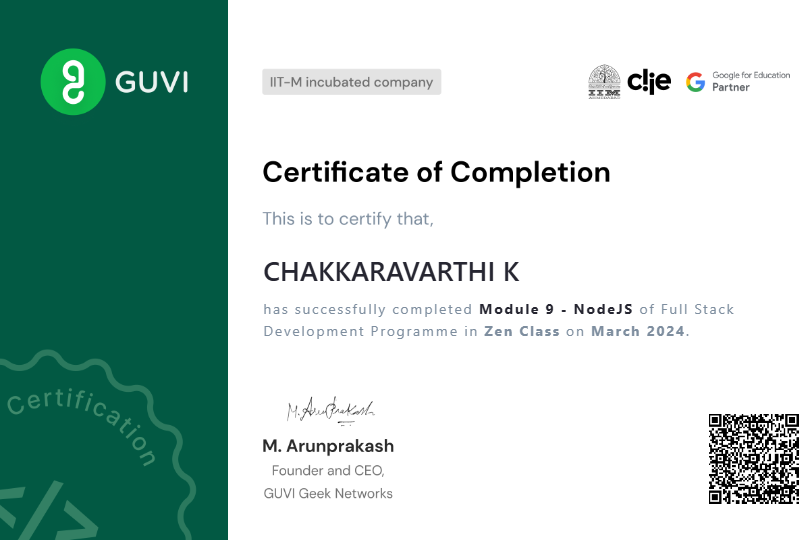 GUVI
IIT-M incubated company
IIM
c!ie
Google for Education
Partner
Certificate of Completion
This is to certify that,
CHAKKARAVARTHI K
has successfully completed Module 9 - NodeJS of Full Stack
Development Programme in Zen Class on March 2024.
Certification
</>
M. Arunprakash
M. Arunprakash
Founder and CEO,
GUVI Geek Networks